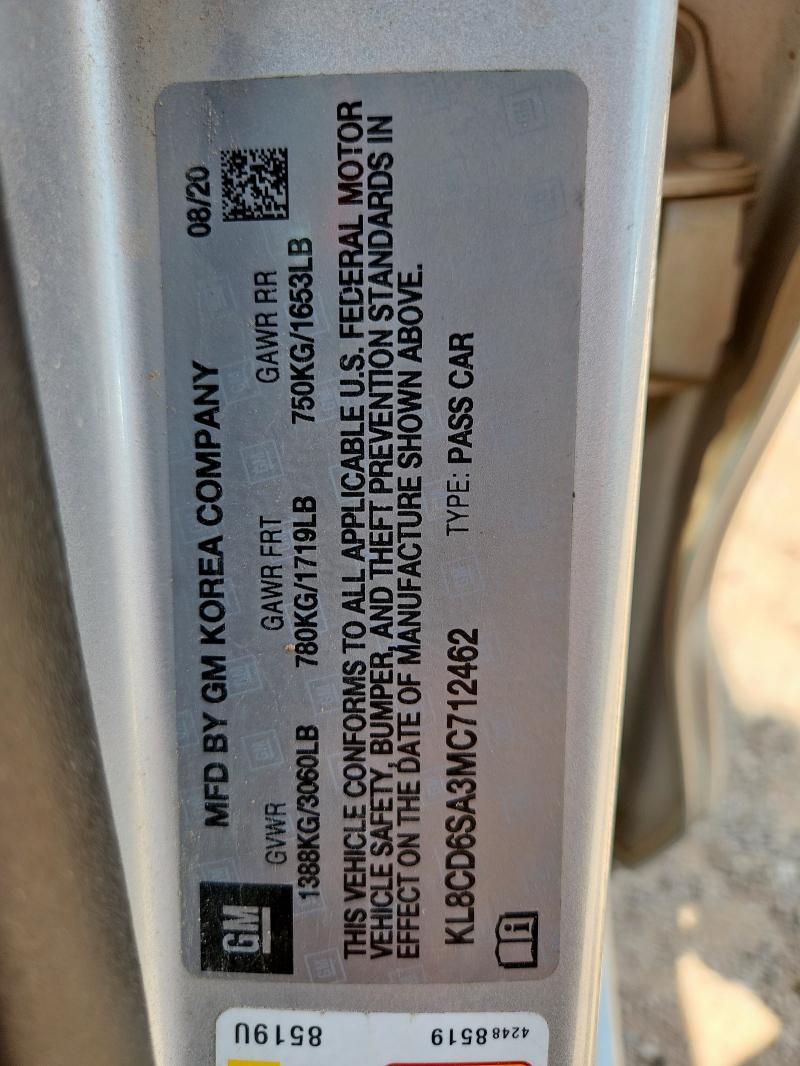 MFD BY GM KOREA COMPANY 08/20
GM
GVWR GAWR FRT GAWR RR
1388KG/3060LB 780KG/1719LB 750KG/1653LB
THIS VEHICLE CONFORMS TO ALL APPLICABLE U.S. FEDERAL MOTOR
VEHICLE SAFETY, BUMPER, AND THEFT PREVENTION STANDARDS IN
EFFECT ON THE DATE OF MANUFACTURE SHOWN ABOVE.
KL8CD6SA3MC712462 TYPE: PASS CAR
42488519
8519U